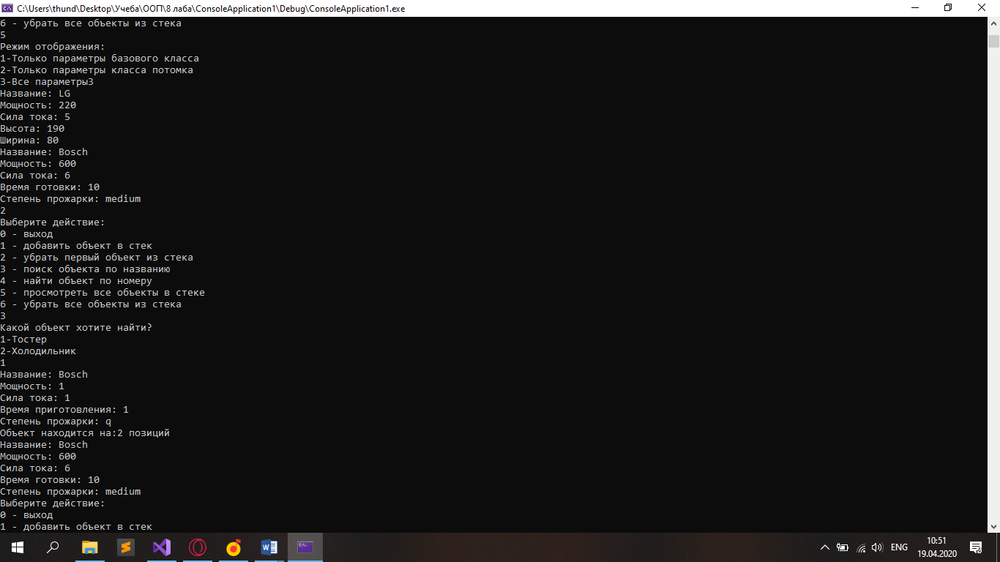 C:\Users\thund\Desktop\Учеба\ООП\8 лаба\ConsoleApplication1\Debug\ConsoleApplication1.exe
6 - убрать все объекты из стека
5
Режим отображения:
1-Только параметры базового класса
2-Только параметры класса потомка
3-Все параметры3
Название: LG
Мощность: 220
Сила тока: 5
Высота: 190
Ширина: 80
Название: Bosch
Мощность: 600
Сила тока: 6
Время готовки: 10
Степень прожарки: medium
2
Выберите действие:
0 - выход
1 - добавить объект в стек
2 - убрать первый объект из стека
3 - поиск объекта по названию
4 - найти объект по номеру
5 - просмотреть все объекты в стеке
6 - убрать все объекты из стека
3
Какой объект хотите найти?
1-Тостер
2-Холодильник
1
Название: Bosch
Мощность: 1
Сила тока: 1
Время приготовления: 1
Степень прожарки: q
Объект находится на:2 позиций
Название: Bosch
Мощность: 600
Сила тока: 6
Время готовки: 10
Степень прожарки: medium
Выберите действие:
0 - выход
1 - добавить объект в стек
ENG
10:51
19.04.2020